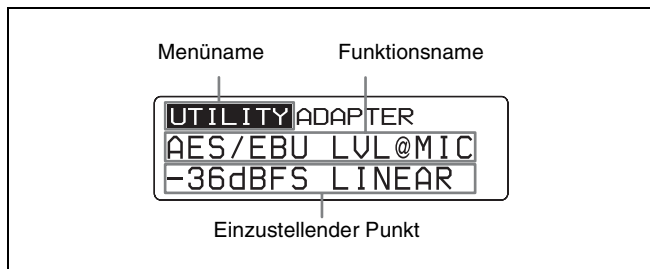 Menüname Funktionsname
UTILITY ADAPTER
AES/EBU LVL@MIC
-36dBFS LINEAR
Einzustellender Punkt